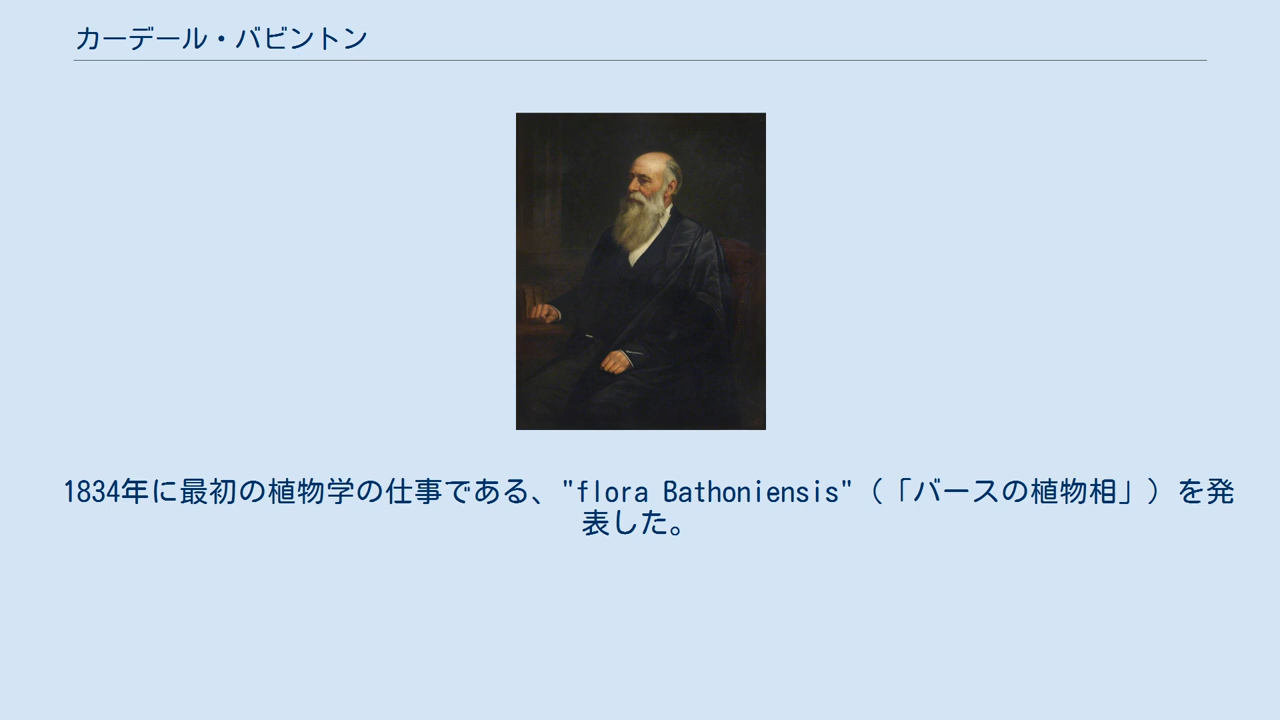 カーデール・バビントン
1834年に最初の植物学の仕事である、"flora Bathoniensis"（「バースの植物相」）を発
表した。